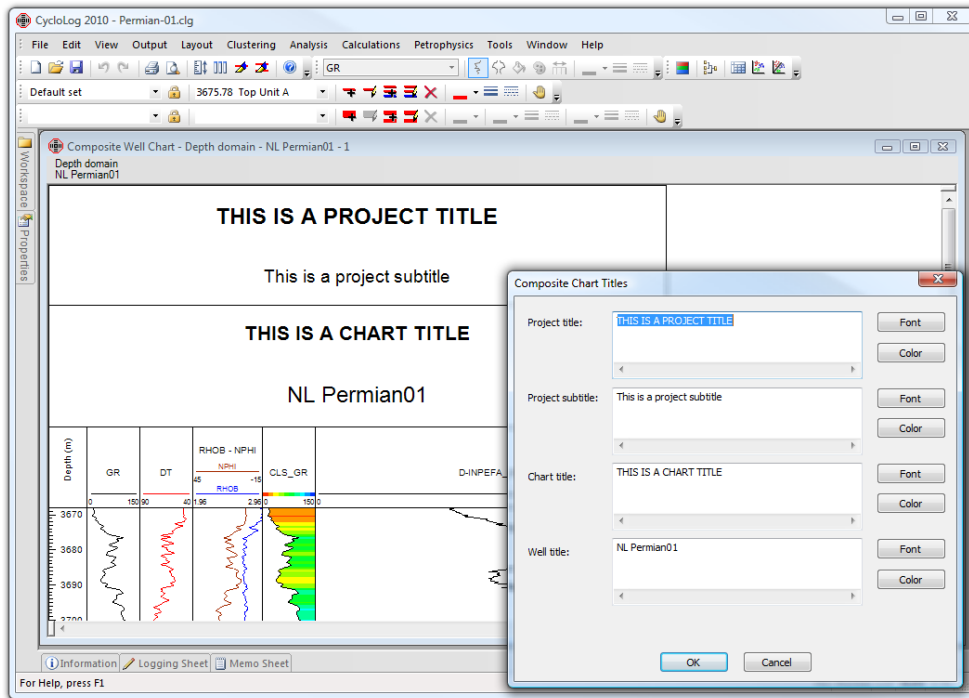 CycloLog 2010 - Permian-01.clg
File Edit View Output Layout Clustering Analysis Calculations Petrophysics Tools Window Help
GR
Default set 3675.78 Top Unit A
Workspace
Properties
Composite Well Chart - Depth domain - NL Permian01 - 1
Depth domain
NL Permian01
THIS IS A PROJECT TITLE
This is a project subtitle
THIS IS A CHART TITLE
NL Permian01
Depth (m)
GR
0 150
DT
90 40
RHOB - NPHI
NPHI
45 -15
RHOB
1.96 2.96
CLS_GR
0 150
D-INPEFA_
0
3670
3680
3690
3700
Composite Chart Titles
Project title: THIS IS A PROJECT TITLE Font
Color
Project subtitle: This is a project subtitle Font
Color
Chart title: THIS IS A CHART TITLE Font
Color
Well title: NL Permian01 Font
Color
OK Cancel
Information Logging Sheet Memo Sheet
For Help, press F1